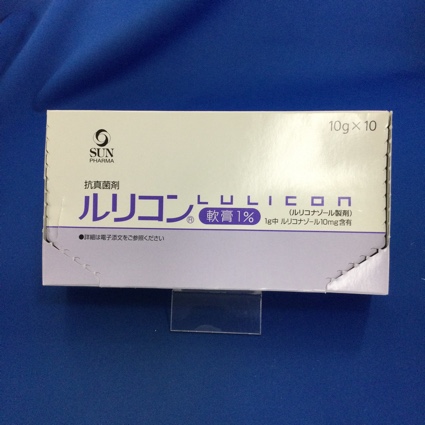 10g×10
SUN
PHARMA
抗真菌剤
ルリコン® LULICON
軟膏1%
(ルリコナゾール製剤)
1g中 ルリコナゾール10mg含有
●詳細は電子添文をご参照ください